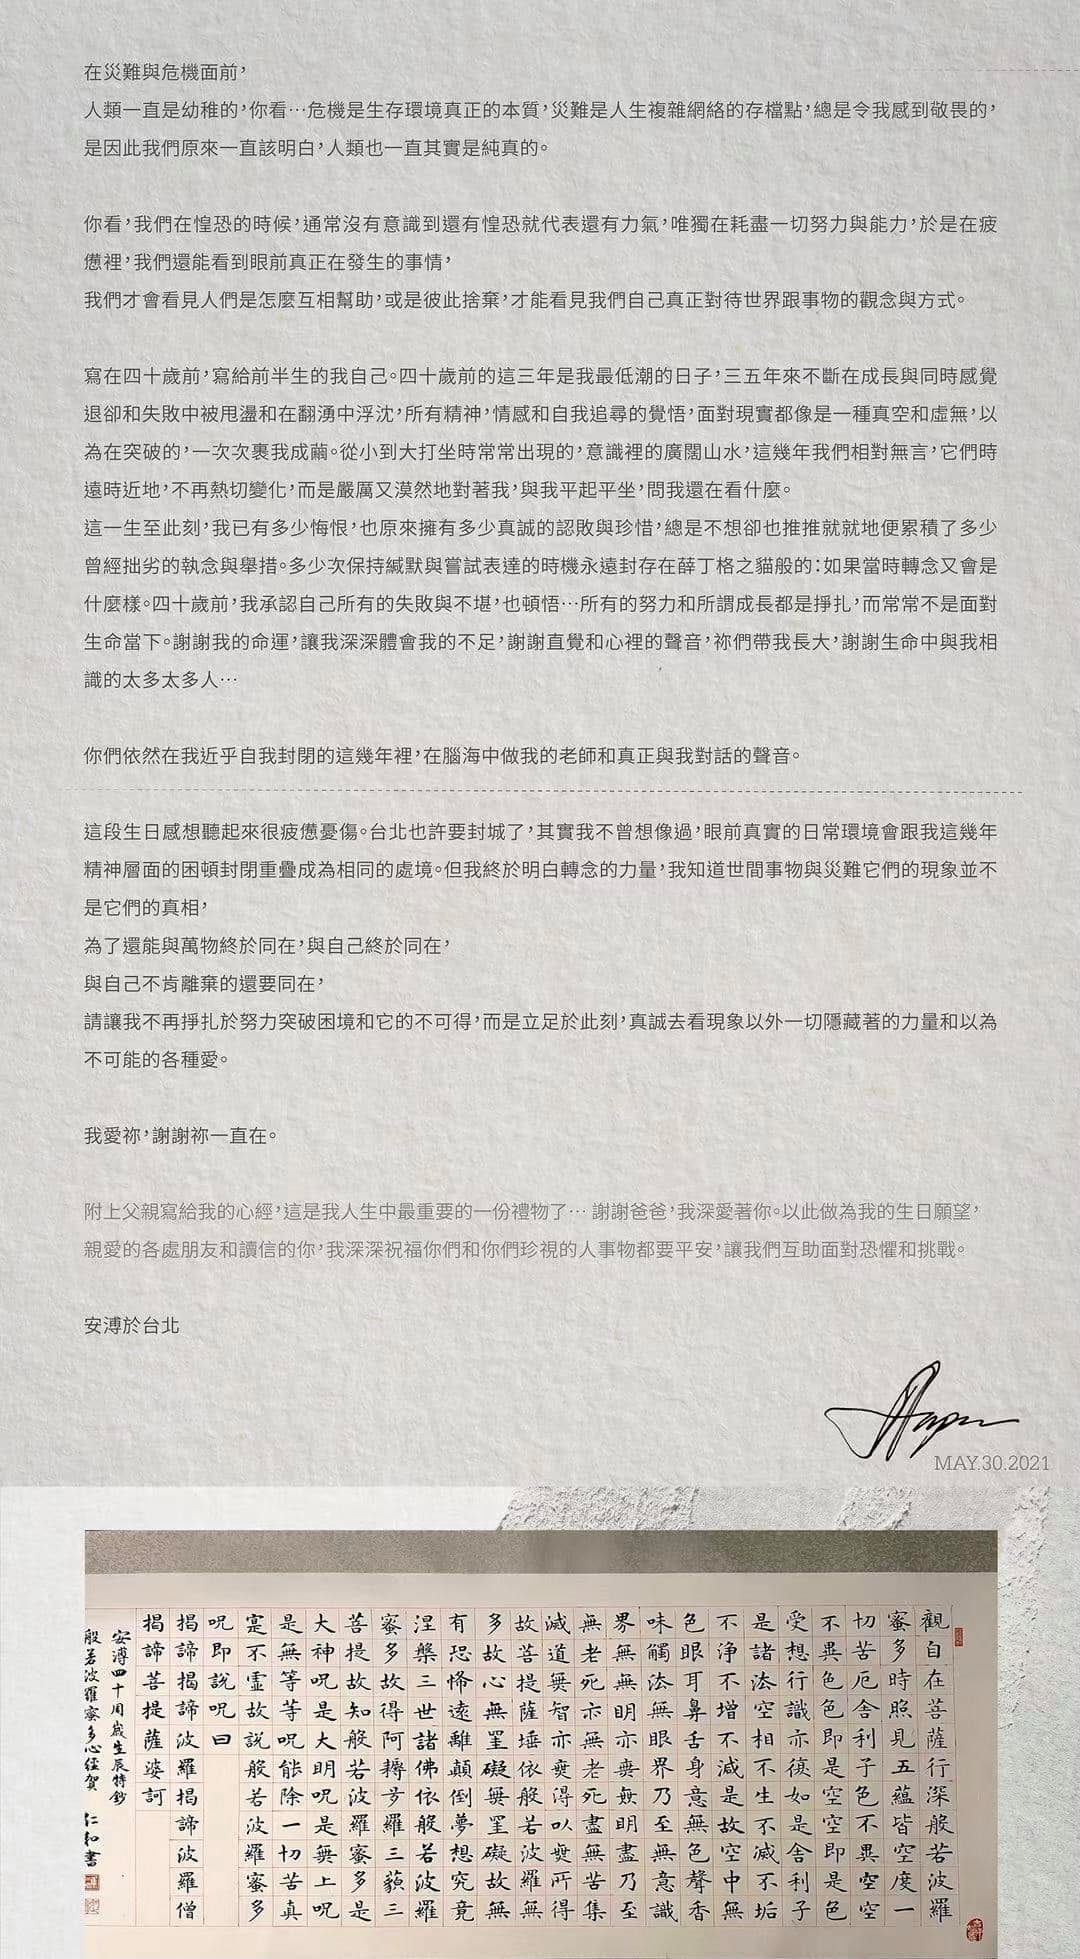 在災難與危機面前，
人類一直是幼稚的，你看⋯危機是生存環境真正的本質，災難是人生複雜網絡的存檔點，總是令我感到敬畏的，
是因此我們原來一直該明白，人類也一直其實是純真的。
你看，我們在惶恐的時候，通常沒有意識到還有惶恐就代表還有力氣，唯獨在耗盡一切努力與能力，於是在疲
憊裡，我們還能看到眼前真正在發生的事情，
我們才會看見人們是怎麼互相幫助，或是彼此捨棄，才能看見我們自己真正對待世界跟事物的觀念與方式。
寫在四十歲前，寫給前半生的我自己。四十歲前的這三年是我最低潮的日子，三五年來不斷在成長與同時感覺
退卻和失敗中被甩盪和在翻湧中浮沈，所有精神，情感和自我追尋的覺悟，面對現實都像是一種真空和虛無，以
為在突破的，一次次裹我成繭。從小到大打坐時常常出現的，意識裡的廣闊山水，這幾年我們相對無言，它們時
遠時近地，不再熱切變化，而是嚴厲又漠然地對著我，與我平起平坐，問我還在看什麼。
這一生至此刻，我已有多少悔恨，也原來擁有多少真誠的認敗與珍惜，總是不想卻也推推就就地便累積了多少
曾經拙劣的執念與舉措。多少次保持緘默與嘗試表達的時機永遠封存在薛丁格之貓般的：如果當時轉念又會是
什麼樣。四十歲前，我承認自己所有的失敗與不堪，也頓悟⋯所有的努力和所謂成長都是掙扎，而常常不是面對
生命當下。謝謝我的命運，讓我深深體會我的不足，謝謝直覺和心裡的聲音，祢們帶我長大，謝謝生命中與我相
識的太多太多人⋯
你們依然在我近乎自我封閉的這幾年裡，在腦海中做我的老師和真正與我對話的聲音。
這段生日感想聽起來很疲憊憂傷。台北也許要封城了，其實我不曾想像過，眼前真實的日常環境會跟我這幾年
精神層面的困頓封閉重疊成為相同的處境。但我終於明白轉念的力量，我知道世間事物與災難它們的現象並不
是它們的真相，
為了還能與萬物終於同在，與自己終於同在，
與自己不肯離棄的還要同在，
請讓我不再掙扎於努力突破困境和它的不可得，而是立足於此刻，真誠去看現象以外一切隱藏著的力量和以為
不可能的各種愛。
我愛祢，謝謝祢一直在。
附上父親寫給我的心經，這是我人生中最重要的一份禮物了⋯ 謝謝爸爸，我深愛著你。以此做為我的生日願望，
親愛的各處朋友和讀信的你，我深深祝福你們和你們珍視的人事物都要平安，讓我們互助面對恐懼和挑戰。
安溥於台北
Anpu
MAY.30.2021
觀自在菩薩行深般若波羅
蜜多時照見五蘊皆空度一
切苦厄舍利子色不異空空
不異色色即是空空即是色
受想行識亦復如是舍利子
是諸法空相不生不滅不垢
不淨不增不減是故空中無
色無受想行識無眼耳鼻舌身意無色聲香
味觸法無眼界乃至無意識
界無無明亦無無明盡乃至
無老死亦無老死盡無苦集
滅道無智亦無得以無所得
故菩提薩埵依般若波羅無
多故心無罣礙無罣礙故無
有恐怖遠離顛倒夢想究竟
涅槃三世諸佛依般若波羅
蜜多故得阿耨多羅三藐三
菩提故知般若波羅蜜多是
大神咒是大明咒是無上咒
是無等等咒能除一切苦真
實不虛故說般若波羅蜜多
咒即說咒曰
揭諦揭諦波羅揭諦波羅僧
揭諦菩提薩婆訶
安溥四十周歲生辰特鈔
般若波羅蜜多心經賀 仁和書